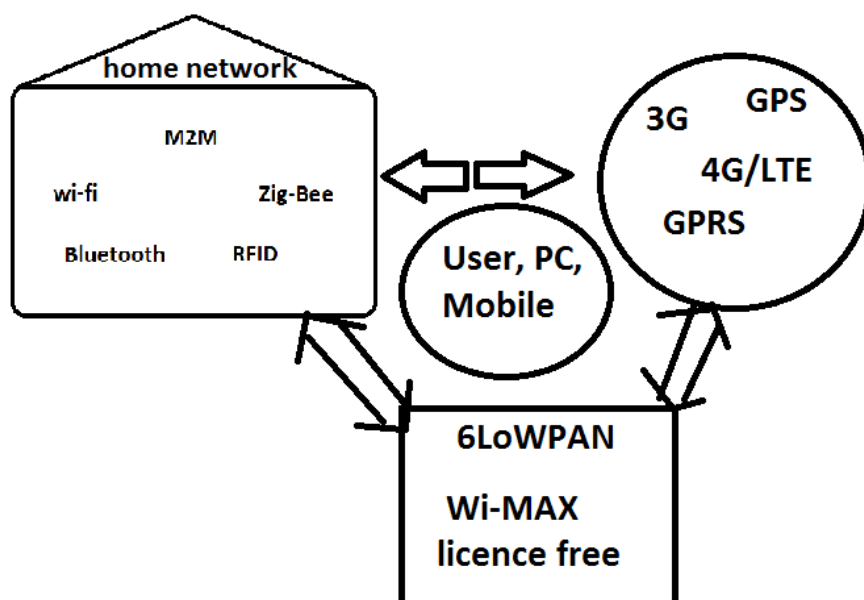 home network
M2M
wi-fi
Zig-Bee
Bluetooth
RFID
3G
GPS
4G/LTE
GPRS
User, PC,
Mobile
6LoWPAN
Wi-MAX
licence free